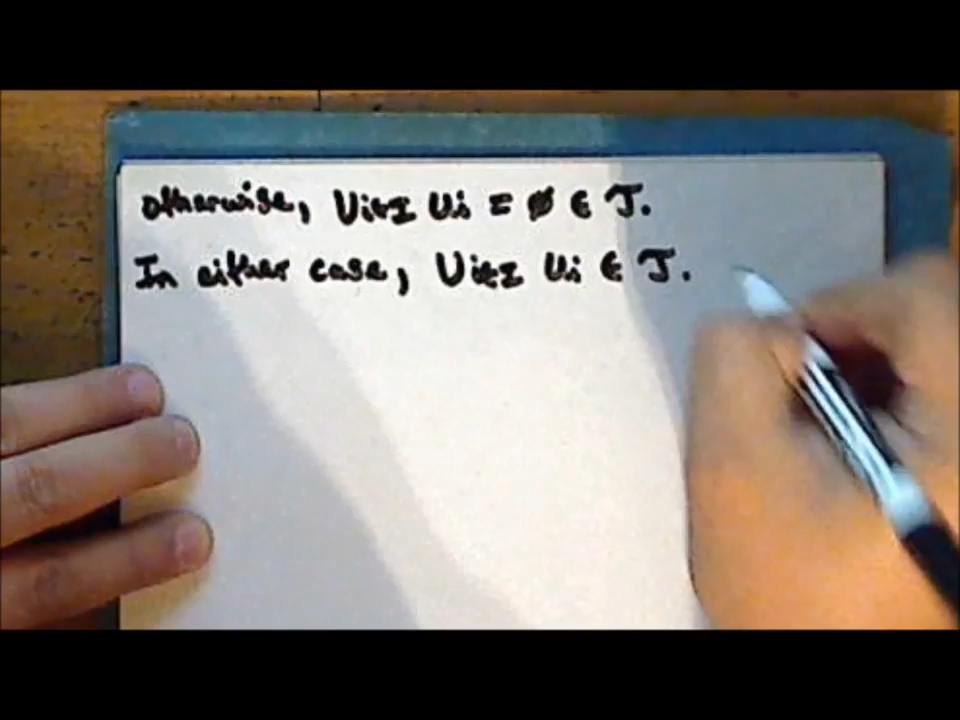 otherwise, ∪i∈I Ui = ∅ ∈ T.
In either case, ∪i∈I Ui ∈ T.